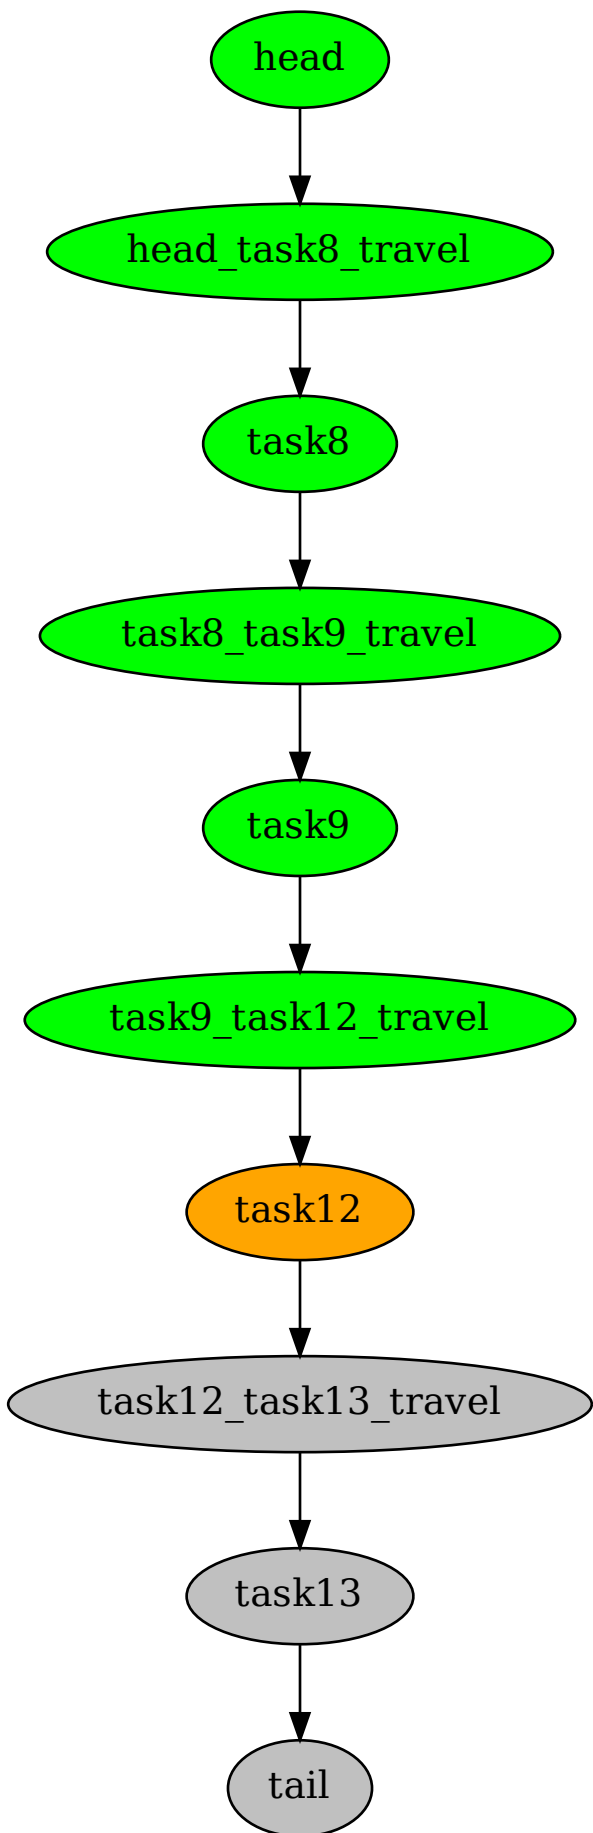 head
head_task8_travel
task8
task8_task9_travel
task9
task9_task12_travel
task12
task12_task13_travel
task13
tail